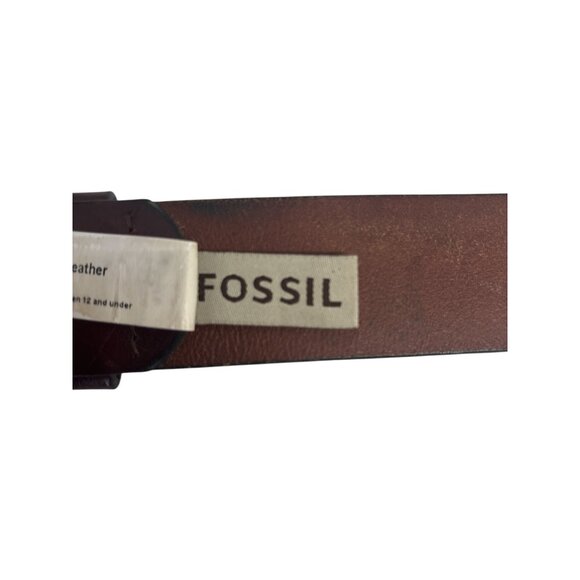 eather
en 12 and under
FOSSIL